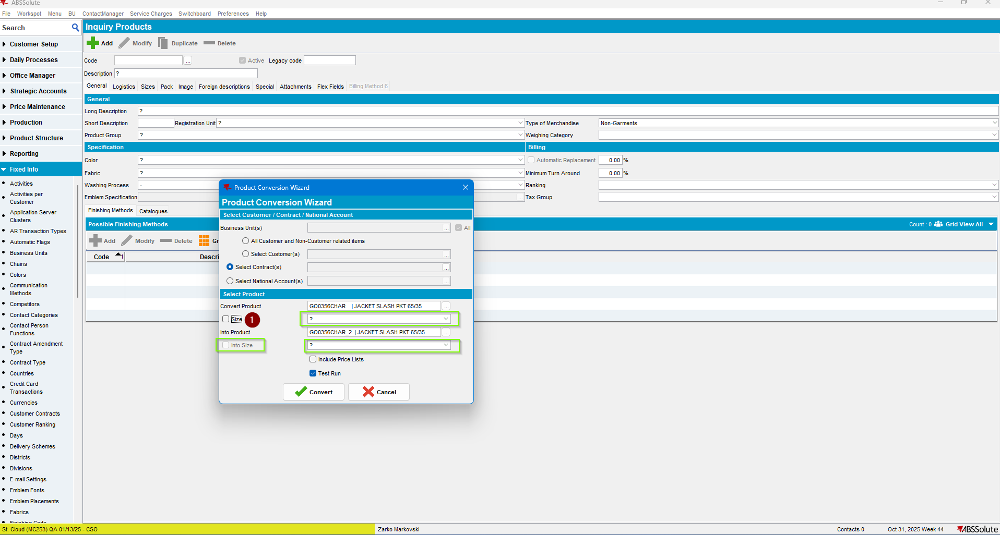 ABSSolute
File Workspot Menu BU ContactManager Service Charges Switchboard Preferences Help
Search
Customer Setup
Daily Processes
Office Manager
Strategic Accounts
Price Maintenance
Production
Product Structure
Reporting
Fixed Info
Activities
Activities per
Customer
Application Server
Clusters
AR Transaction Types
Automatic Flags
Business Units
Chains
Colors
Communication
Methods
Competitors
Contact Categories
Contact Person
Functions
Contract Amendment
Type
Contract Type
Countries
Credit Card
Transactions
Currencies
Customer Contracts
Customer Ranking
Days
Delivery Schemes
Districts
Divisions
E-mail Settings
Emblem Fonts
Emblem Placements
Fabrics
Finishing Code
Inquiry Products
Add Modify Duplicate Delete
Code ... Active Legacy code
Description ?
General Logistics Sizes Pack Image Foreign descriptions Special Attachments Flex Fields Billing Method 6
General
Long Description ?
Short Description Registration Unit ? Type of Merchandise Non-Garments
Product Group ? Weighing Category
Specification Billing
Color ? Automatic Replacement 0.00 %
Fabric ? Minimum Turn Around 0.00 %
Washing Process - Ranking
Emblem Specification ... Tax Group
Finishing Methods Catalogues
Possible Finishing Methods Count : 0 Grid View All
Add Modify Delete Gr
Code 1 Descri
Product Conversion Wizard
Product Conversion Wizard
Select Customer / Contract / National Account
Business Unit(s) ... All
All Customer and Non-Customer related items
Select Customer(s) ...
Select Contract(s) ...
Select National Account(s) ...
Select Product
Convert Product GO0356CHAR | JACKET SLASH PKT 65/35 ...
Size 1 ?
Into Product GO0356CHAR_2 | JACKET SLASH PKT 65/35 ...
Into Size ?
Include Price Lists
Test Run
Convert Cancel
St. Cloud (MC253) QA 01/13/25 - CSO Zarko Markovski Contacts 0 Oct 31, 2025 Week 44 ABSSolute